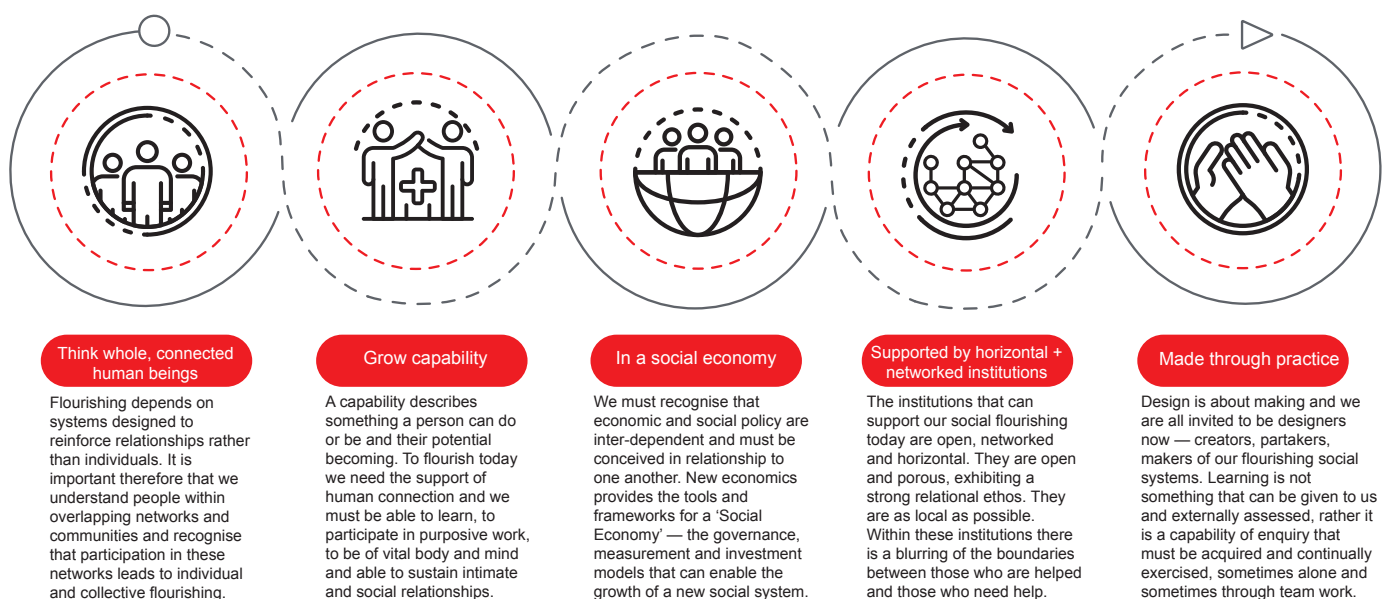 Think whole, connected
human beings
Flourishing depends on
systems designed to
reinforce relationships rather
than individuals. It is
important therefore that we
understand people within
overlapping networks and
communities and recognise
that participation in these
networks leads to individual
and collective flourishing.
Grow capability
A capability describes
something a person can do
or be and their potential
becoming. To flourish today
we need the support of
human connection and we
must be able to learn, to
participate in purposive work,
to be of vital body and mind
and able to sustain intimate
and social relationships.
In a social economy
We must recognise that
economic and social policy are
inter-dependent and must be
conceived in relationship to
one another. New economics
provides the tools and
frameworks for a ‘Social
Economy’ — the governance,
measurement and investment
models that can enable the
growth of a new social system.
Supported by horizontal +
networked institutions
The institutions that can
support our social flourishing
today are open, networked
and horizontal. They are open
and porous, exhibiting a
strong relational ethos. They
are as local as possible.
Within these institutions there
is a blurring of the boundaries
between those who are helped
and those who need help.
Made through practice
Design is about making and we
are all invited to be designers
now — creators, partakers,
makers of our flourishing social
systems. Learning is not
something that can be given to us
and externally assessed, rather it
is a capability of enquiry that
must be acquired and continually
exercised, sometimes alone and
sometimes through team work.